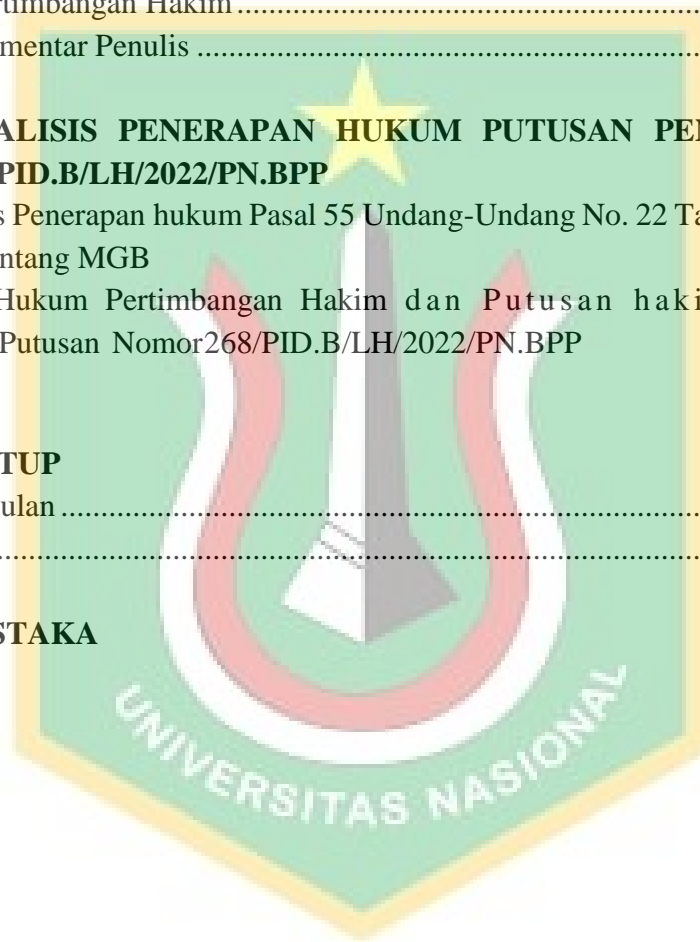 rtimbangan Hakim ........................................................
mentar Penulis ............................................................
ALISIS PENERAPAN HUKUM PUTUSAN PEN
PID.B/LH/2022/PN.BPP
s Penerapan hukum Pasal 55 Undang-Undang No. 22 Ta
ntang MGB
Hukum Pertimbangan Hakim dan Putusan haki
Putusan Nomor268/PID.B/LH/2022/PN.BPP
TUP
ulan ..............................................................................
......................................................................................
STAKA
UNIVERSITAS NASIONAL